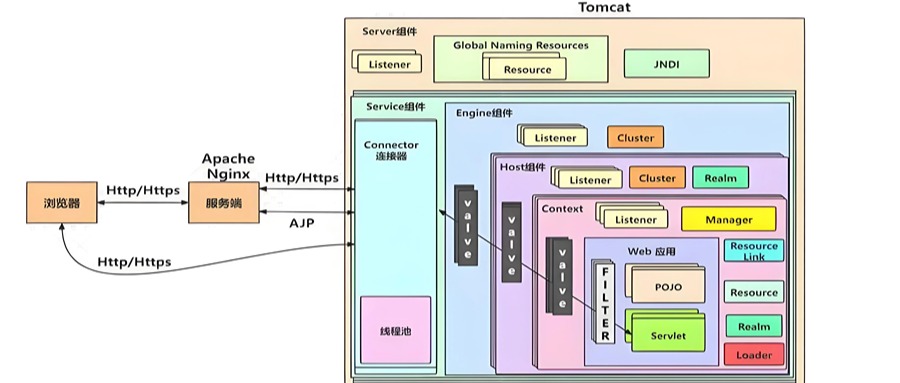 Tomcat
Server组件
Listener
Global Naming Resources
Resource
JNDI
Service组件
Connector
连接器
线程池
Engine组件
Listener
Cluster
Host组件
Listener
Cluster
Realm
Context
Listener
Manager
valve
valve
valve
Web 应用
FILTER
POJO
Servlet
Resource
Link
Resource
Realm
Loader
Apache
Nginx
浏览器
Http/Https
服务端
Http/Https
AJP
Http/Https